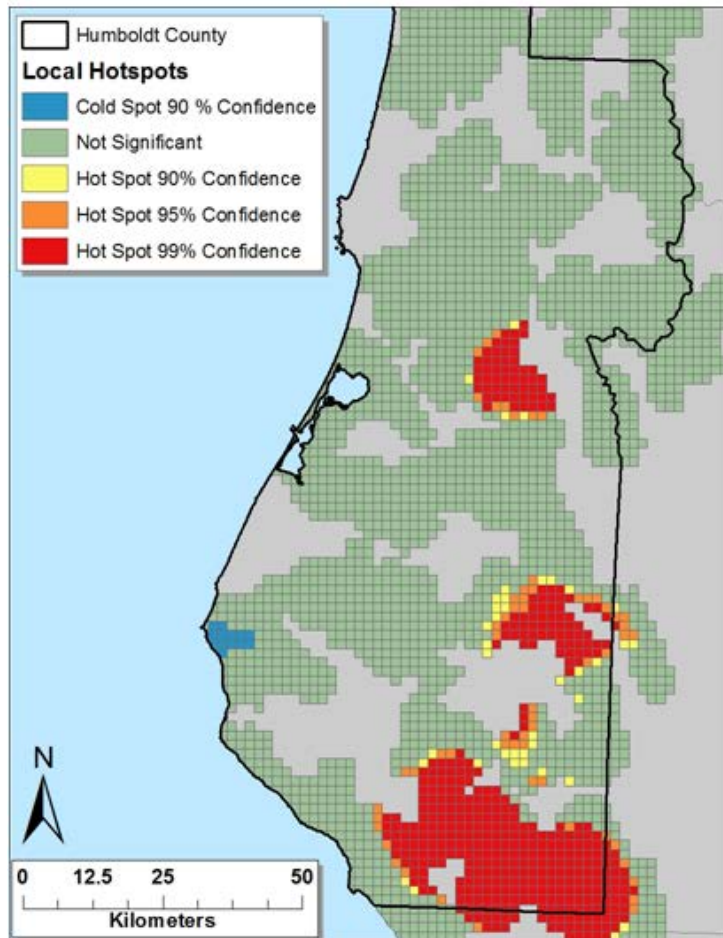 Humboldt County
Local Hotspots
Cold Spot 90 % Confidence
Not Significant
Hot Spot 90% Confidence
Hot Spot 95% Confidence
Hot Spot 99% Confidence
N
0 12.5 25 50
Kilometers